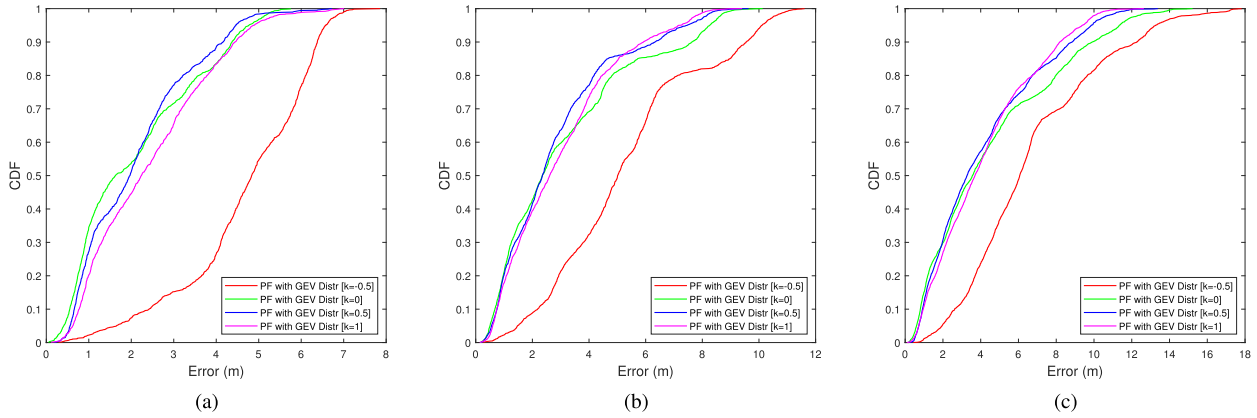 1
0.9
0.8
0.7
0.6
0.5
0.4
0.3
0.2
0.1
0
CDF
0 1 2 3 4 5 6 7 8
Error (m)
PF with GEV Distr [k=-0.5]
PF with GEV Distr [k=0]
PF with GEV Distr [k=0.5]
PF with GEV Distr [k=1]
(a)
1
0.9
0.8
0.7
0.6
0.5
0.4
0.3
0.2
0.1
0
CDF
0 2 4 6 8 10 12
Error (m)
PF with GEV Distr [k=-0.5]
PF with GEV Distr [k=0]
PF with GEV Distr [k=0.5]
PF with GEV Distr [k=1]
(b)
1
0.9
0.8
0.7
0.6
0.5
0.4
0.3
0.2
0.1
0
CDF
0 2 4 6 8 10 12 14 16 18
Error (m)
PF with GEV Distr [k=-0.5]
PF with GEV Distr [k=0]
PF with GEV Distr [k=0.5]
PF with GEV Distr [k=1]
(c)